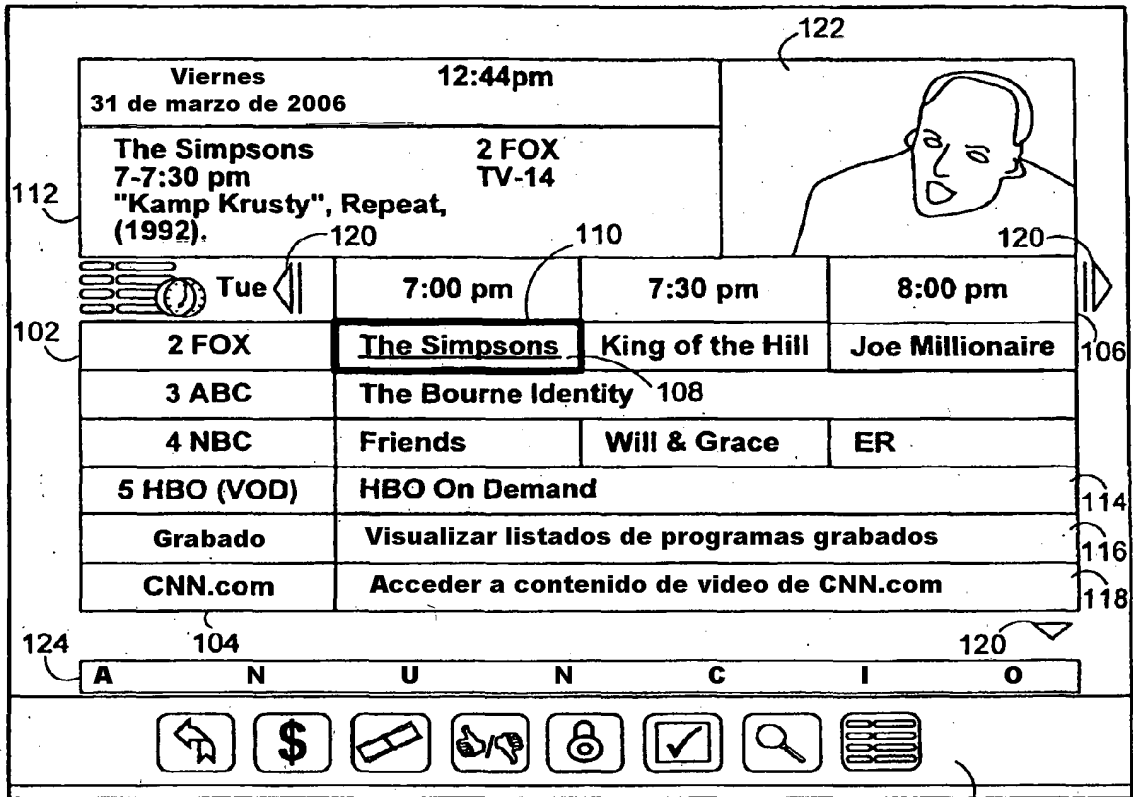 122
Viernes 12:44pm
31 de marzo de 2006
The Simpsons 2 FOX
7-7:30 pm TV-14
"Kamp Krusty", Repeat,
(1992).
112
120 110 120
Tue 7:00 pm 7:30 pm 8:00 pm
102
2 FOX The Simpsons King of the Hill Joe Millionaire
106
3 ABC The Bourne Identity 108
4 NBC Friends Will & Grace ER
5 HBO (VOD) HBO On Demand
114
Grabado Visualizar listados de programas grabados
116
CNN.com Acceder a contenido de video de CNN.com
118
124 104 120
A N U N C I O
$